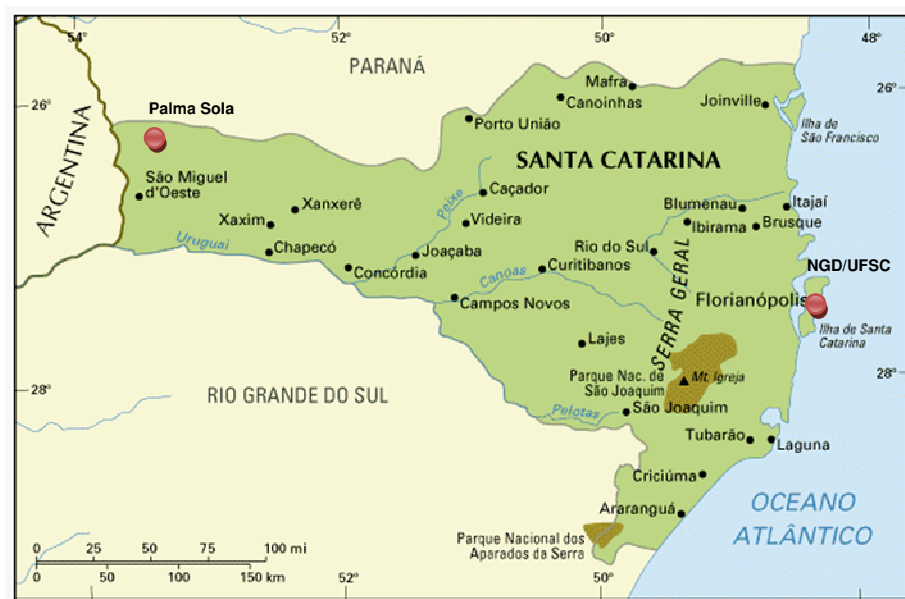 54°
52°
50°
48°
PARANÁ
Mafra
Canoinhas
Joinville
26°
26°
Palma Sola
Porto União
Ilha de
São Francisco
ARGENTINA
SANTA CATARINA
São Miguel
d'Oeste
Caçador
Peixe
Xanxerê
Xaxim
Videira
Blumenau
Itajaí
Ibirama
Brusque
Uruguai
Chapecó
Joaçaba
Rio do Sul
Concórdia
Canoas
Curitibanos
NGD/UFSC
SERRA GERAL
Campos Novos
Florianópolis
Ilha de Santa
Catarina
Lajes
Parque Nac. de
São Joaquim
Mt. Igreja
28°
28°
RIO GRANDE DO SUL
Pelotas
São Joaquim
Tubarão
Laguna
Criciúma
OCEANO
ATLÂNTICO
Araranguá
Parque Nacional dos
Aparados da Serra
0 25 50 75 100 mi
0 50 100 150 km
52°
50°